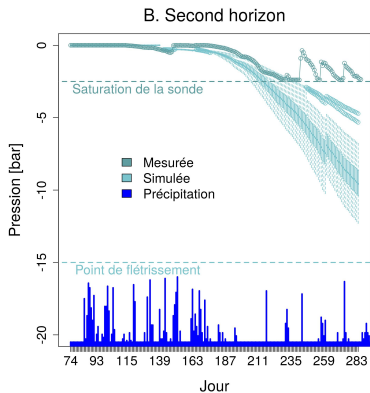 B. Second horizon
0
Saturation de la sonde
-5
Pression [bar]
Mesurée
Simulée
Précipitation
-10
-15
Point de flétrissement
-20
74 93 115 139 163 187 211 235 259 283
Jour